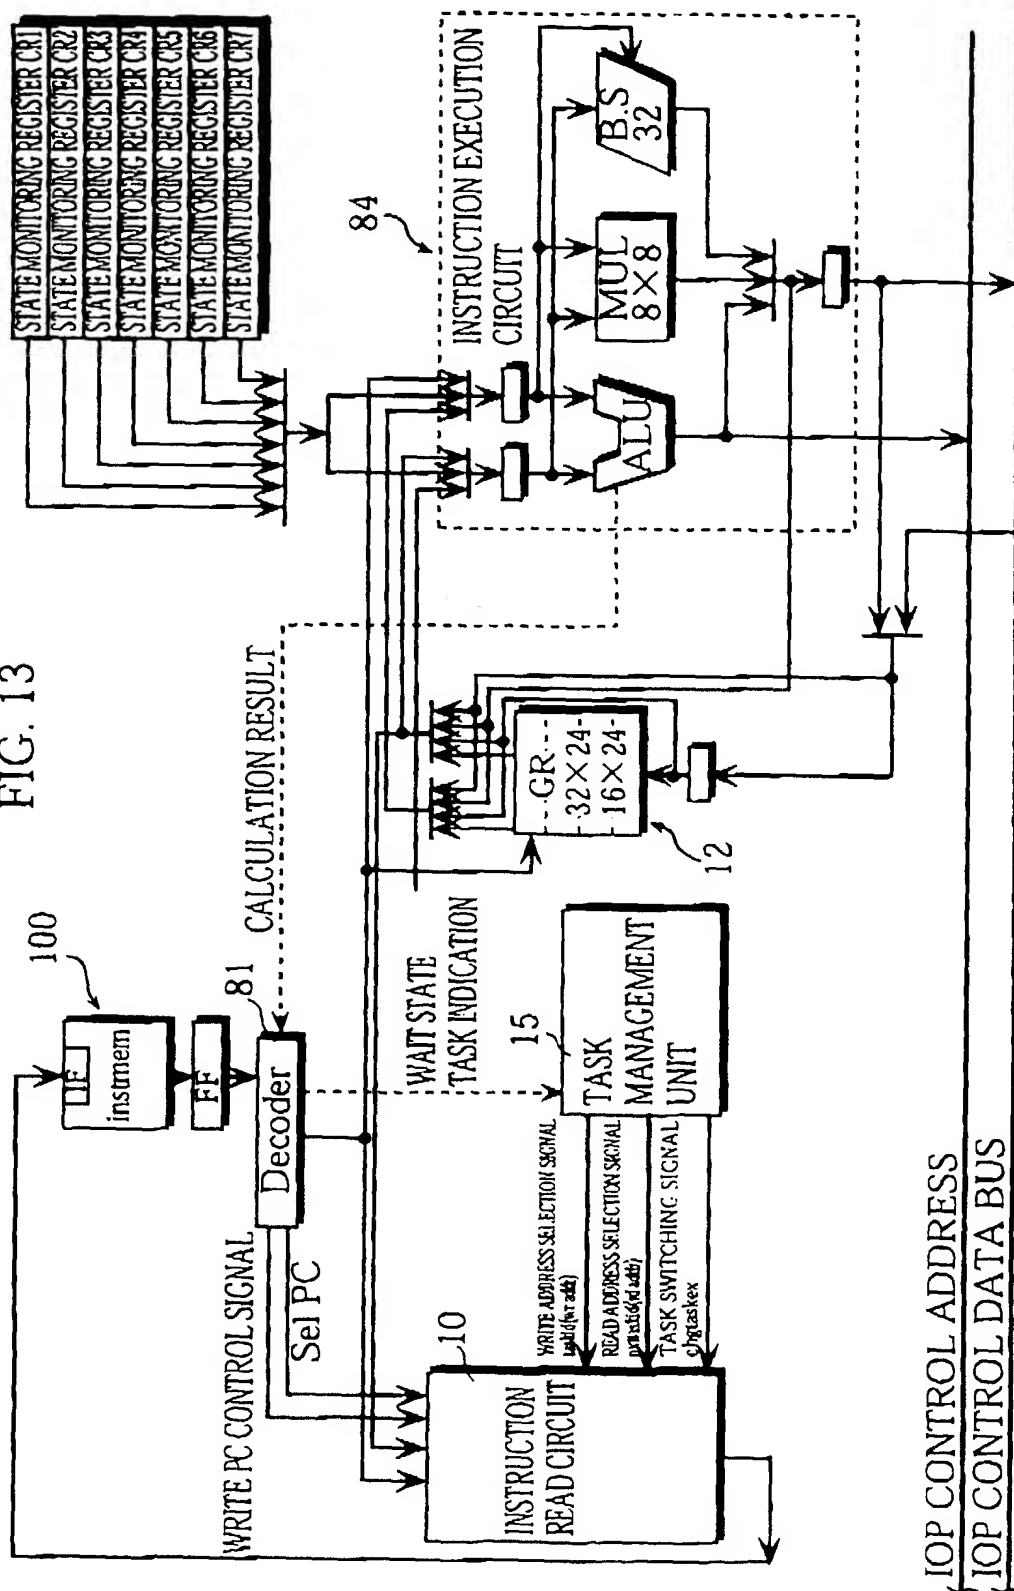 FIG. 13
STATE MONITORING REGISTER CR1
STATE MONITORING REGISTER CR2
STATE MONITORING REGISTER CR3
STATE MONITORING REGISTER CR4
STATE MONITORING REGISTER CR5
STATE MONITORING REGISTER CR6
STATE MONITORING REGISTER CR7
100
IF
instmem
FF
81
Decoder
CALCULATION RESULT
WRITE PC CONTROL SIGNAL
Sel PC
WAIT STATE
TASK INDICATION
84
INSTRUCTION EXECUTION
CIRCUIT
ALU
MUL
8×8
B.S
32
GR
32×24
16×24
12
10
INSTRUCTION
READ CIRCUIT
15
TASK
MANAGEMENT
UNIT
WRITE ADDRESS SELECTION SIGNAL
READ ADDRESS SELECTION SIGNAL
TASK SWITCHING SIGNAL
chgtaskex
IOP CONTROL ADDRESS
IOP CONTROL DATA BUS